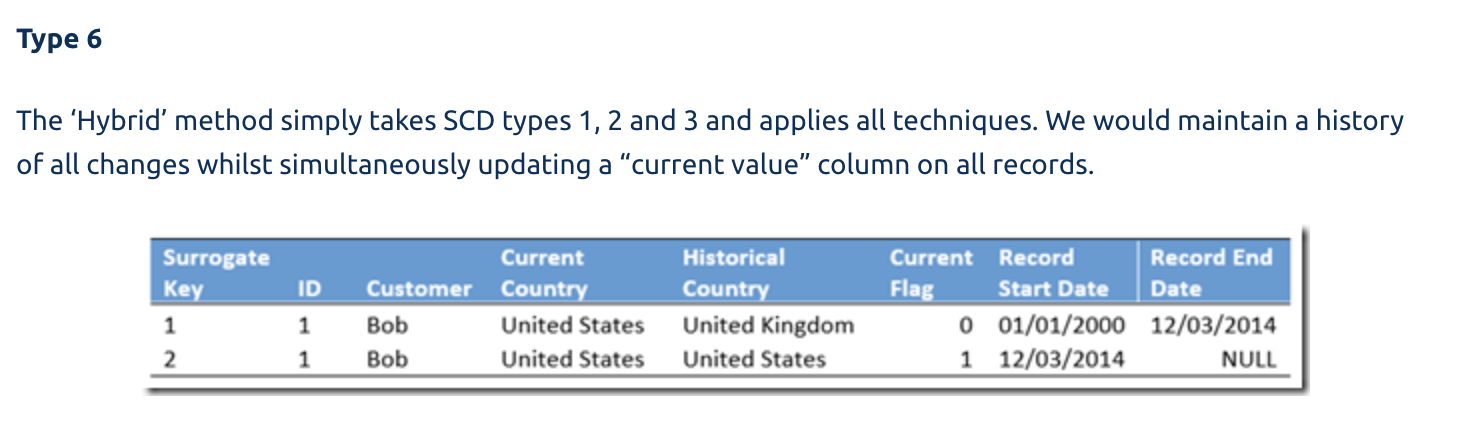 Type 6
The ‘Hybrid’ method simply takes SCD types 1, 2 and 3 and applies all techniques. We would maintain a history
of all changes whilst simultaneously updating a “current value” column on all records.
Surrogate Current Historical Current Record Record End
Key ID Customer Country Country Flag Start Date Date
1 1 Bob United States United Kingdom 0 01/01/2000 12/03/2014
2 1 Bob United States United States 1 12/03/2014 NULL